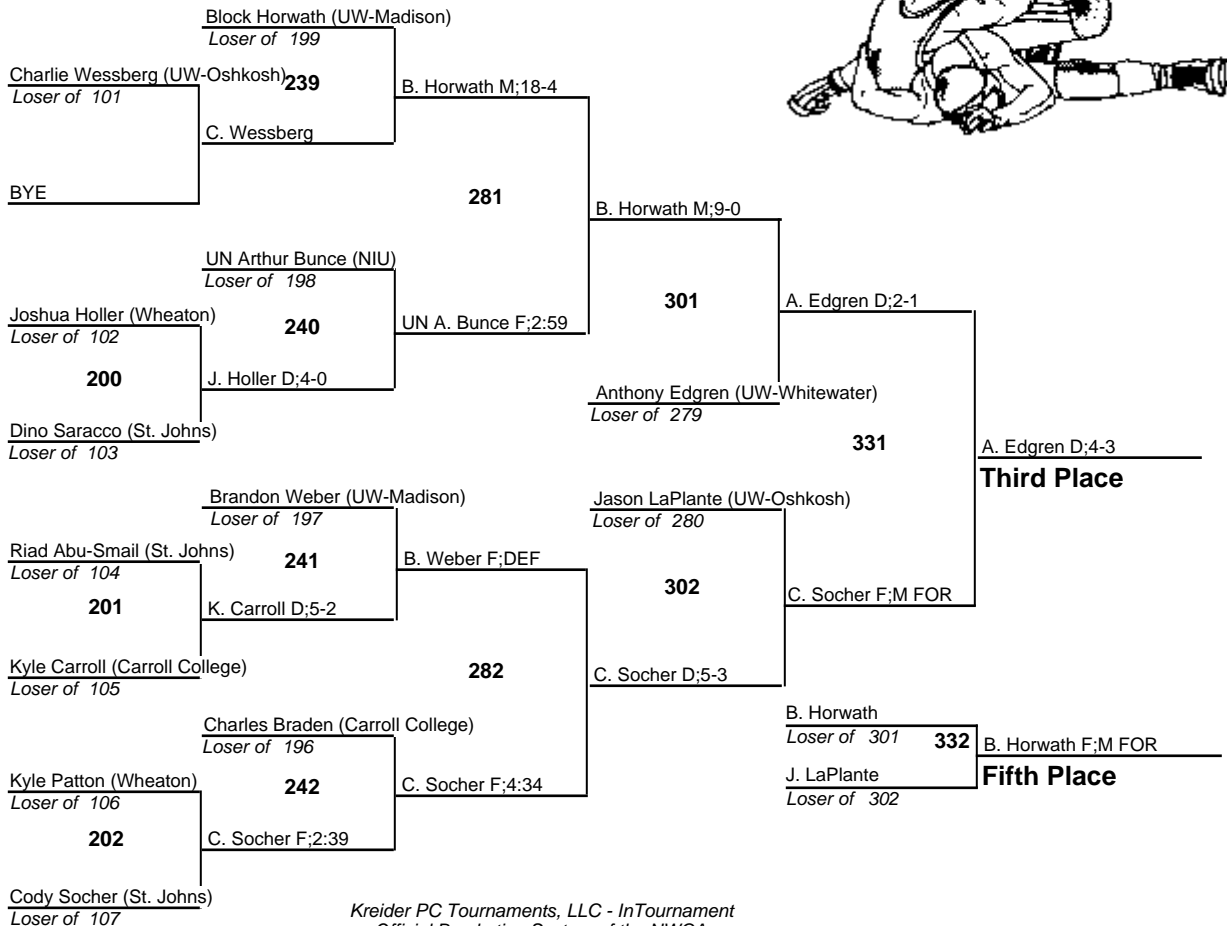 Block Horwath (UW-Madison)
Loser of 199
Charlie Wessberg (UW-Oshkosh)
239
Loser of 101
B. Horwath M;18-4
C. Wessberg
BYE
281
B. Horwath M;9-0
UN Arthur Bunce (NIU)
Loser of 198
301
A. Edgren D;2-1
Joshua Holler (Wheaton)
Loser of 102
240
UN A. Bunce F;2:59
200
J. Holler D;4-0
Anthony Edgren (UW-Whitewater)
Loser of 279
Dino Saracco (St. Johns)
Loser of 103
331
A. Edgren D;4-3
Third Place
Brandon Weber (UW-Madison)
Loser of 197
Jason LaPlante (UW-Oshkosh)
Loser of 280
Riad Abu-Smail (St. Johns)
Loser of 104
241
B. Weber F;DEF
302
201
K. Carroll D;5-2
C. Socher F;M FOR
Kyle Carroll (Carroll College)
Loser of 105
282
C. Socher D;5-3
Charles Braden (Carroll College)
Loser of 196
B. Horwath
Loser of 301
332
B. Horwath F;M FOR
Fifth Place
Kyle Patton (Wheaton)
Loser of 106
242
C. Socher F;4:34
J. LaPlante
Loser of 302
202
C. Socher F;2:39
Cody Socher (St. Johns)
Loser of 107
Kreider PC Tournaments, LLC - InTournament